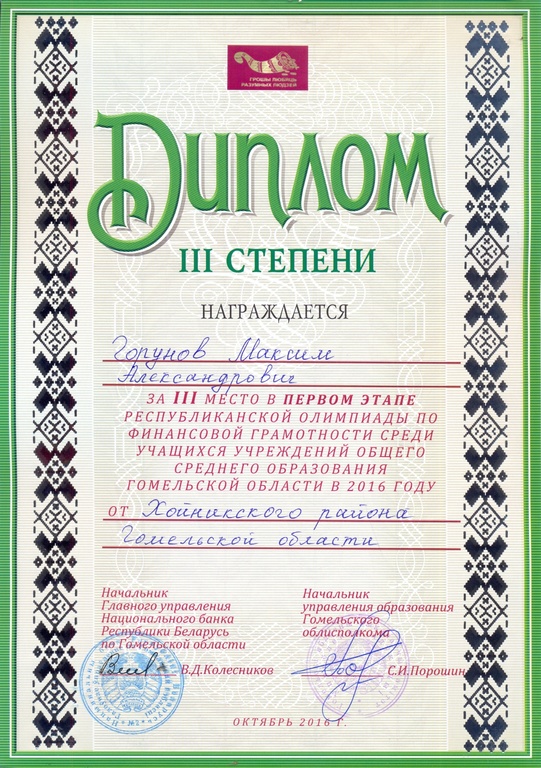 ГРОШЫ ЛЮБЯЦЬ
РАЗУМНЫХ ЛЮДЗЕЙ
ДИПЛОМ
III СТЕПЕНИ
НАГРАЖДАЕТСЯ
Горунов Максим
Александрович
ЗА III МЕСТО В ПЕРВОМ ЭТАПЕ
РЕСПУБЛИКАНСКОЙ ОЛИМПИАДЫ ПО
ФИНАНСОВОЙ ГРАМОТНОСТИ СРЕДИ
УЧАЩИХСЯ УЧРЕЖДЕНИЙ ОБЩЕГО
СРЕДНЕГО ОБРАЗОВАНИЯ
ГОМЕЛЬСКОЙ ОБЛАСТИ В 2016 ГОДУ
ОТ Хойникского района
Гомельской области
Начальник
Главного управления
Национального банка
Республики Беларусь
по Гомельской области
В.Д.Колесников
Начальник
управления образования
Гомельского
облисполкома
С.И.Порошин
ОКТЯБРЬ 2016 Г.